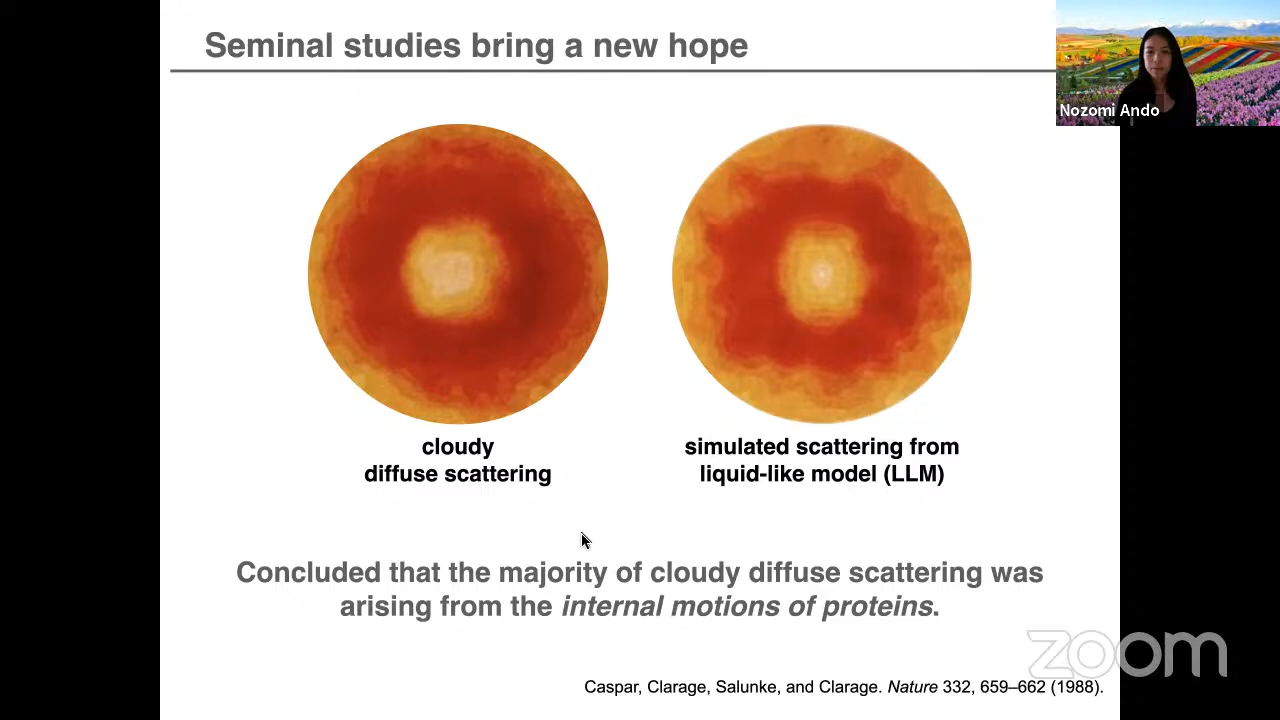 Seminal studies bring a new hope
Nozomi Ando
cloudy
diffuse scattering
simulated scattering from
liquid-like model (LLM)
Concluded that the majority of cloudy diffuse scattering was
arising from the internal motions of proteins.
zoom
Caspar, Clarage, Salunke, and Clarage. Nature 332, 659–662 (1988).